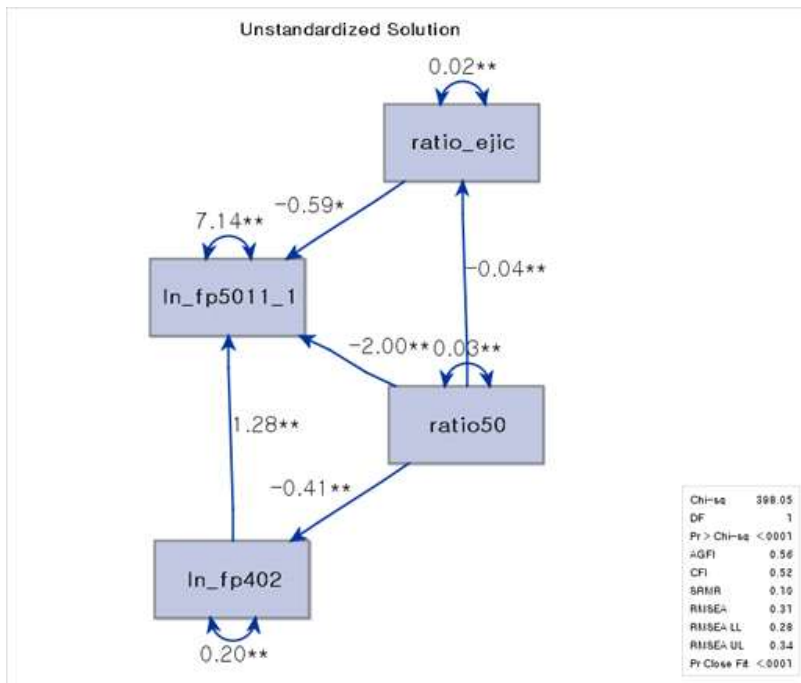 Unstandardized Solution
0.02**
ratio_ejic
-0.59*
7.14**
-0.04**
ln_fp5011_1
-2.00**
0.03**
1.28**
ratio50
-0.41**
ln_fp402
0.20**
Chi-sq 398.05
DF 1
Pr > Chi-sq <.0001
AGFI 0.56
CFI 0.52
SRMR 0.10
RMSEA 0.31
RMSEA LL 0.28
RMSEA UL 0.34
Pr Close Fit <.0001